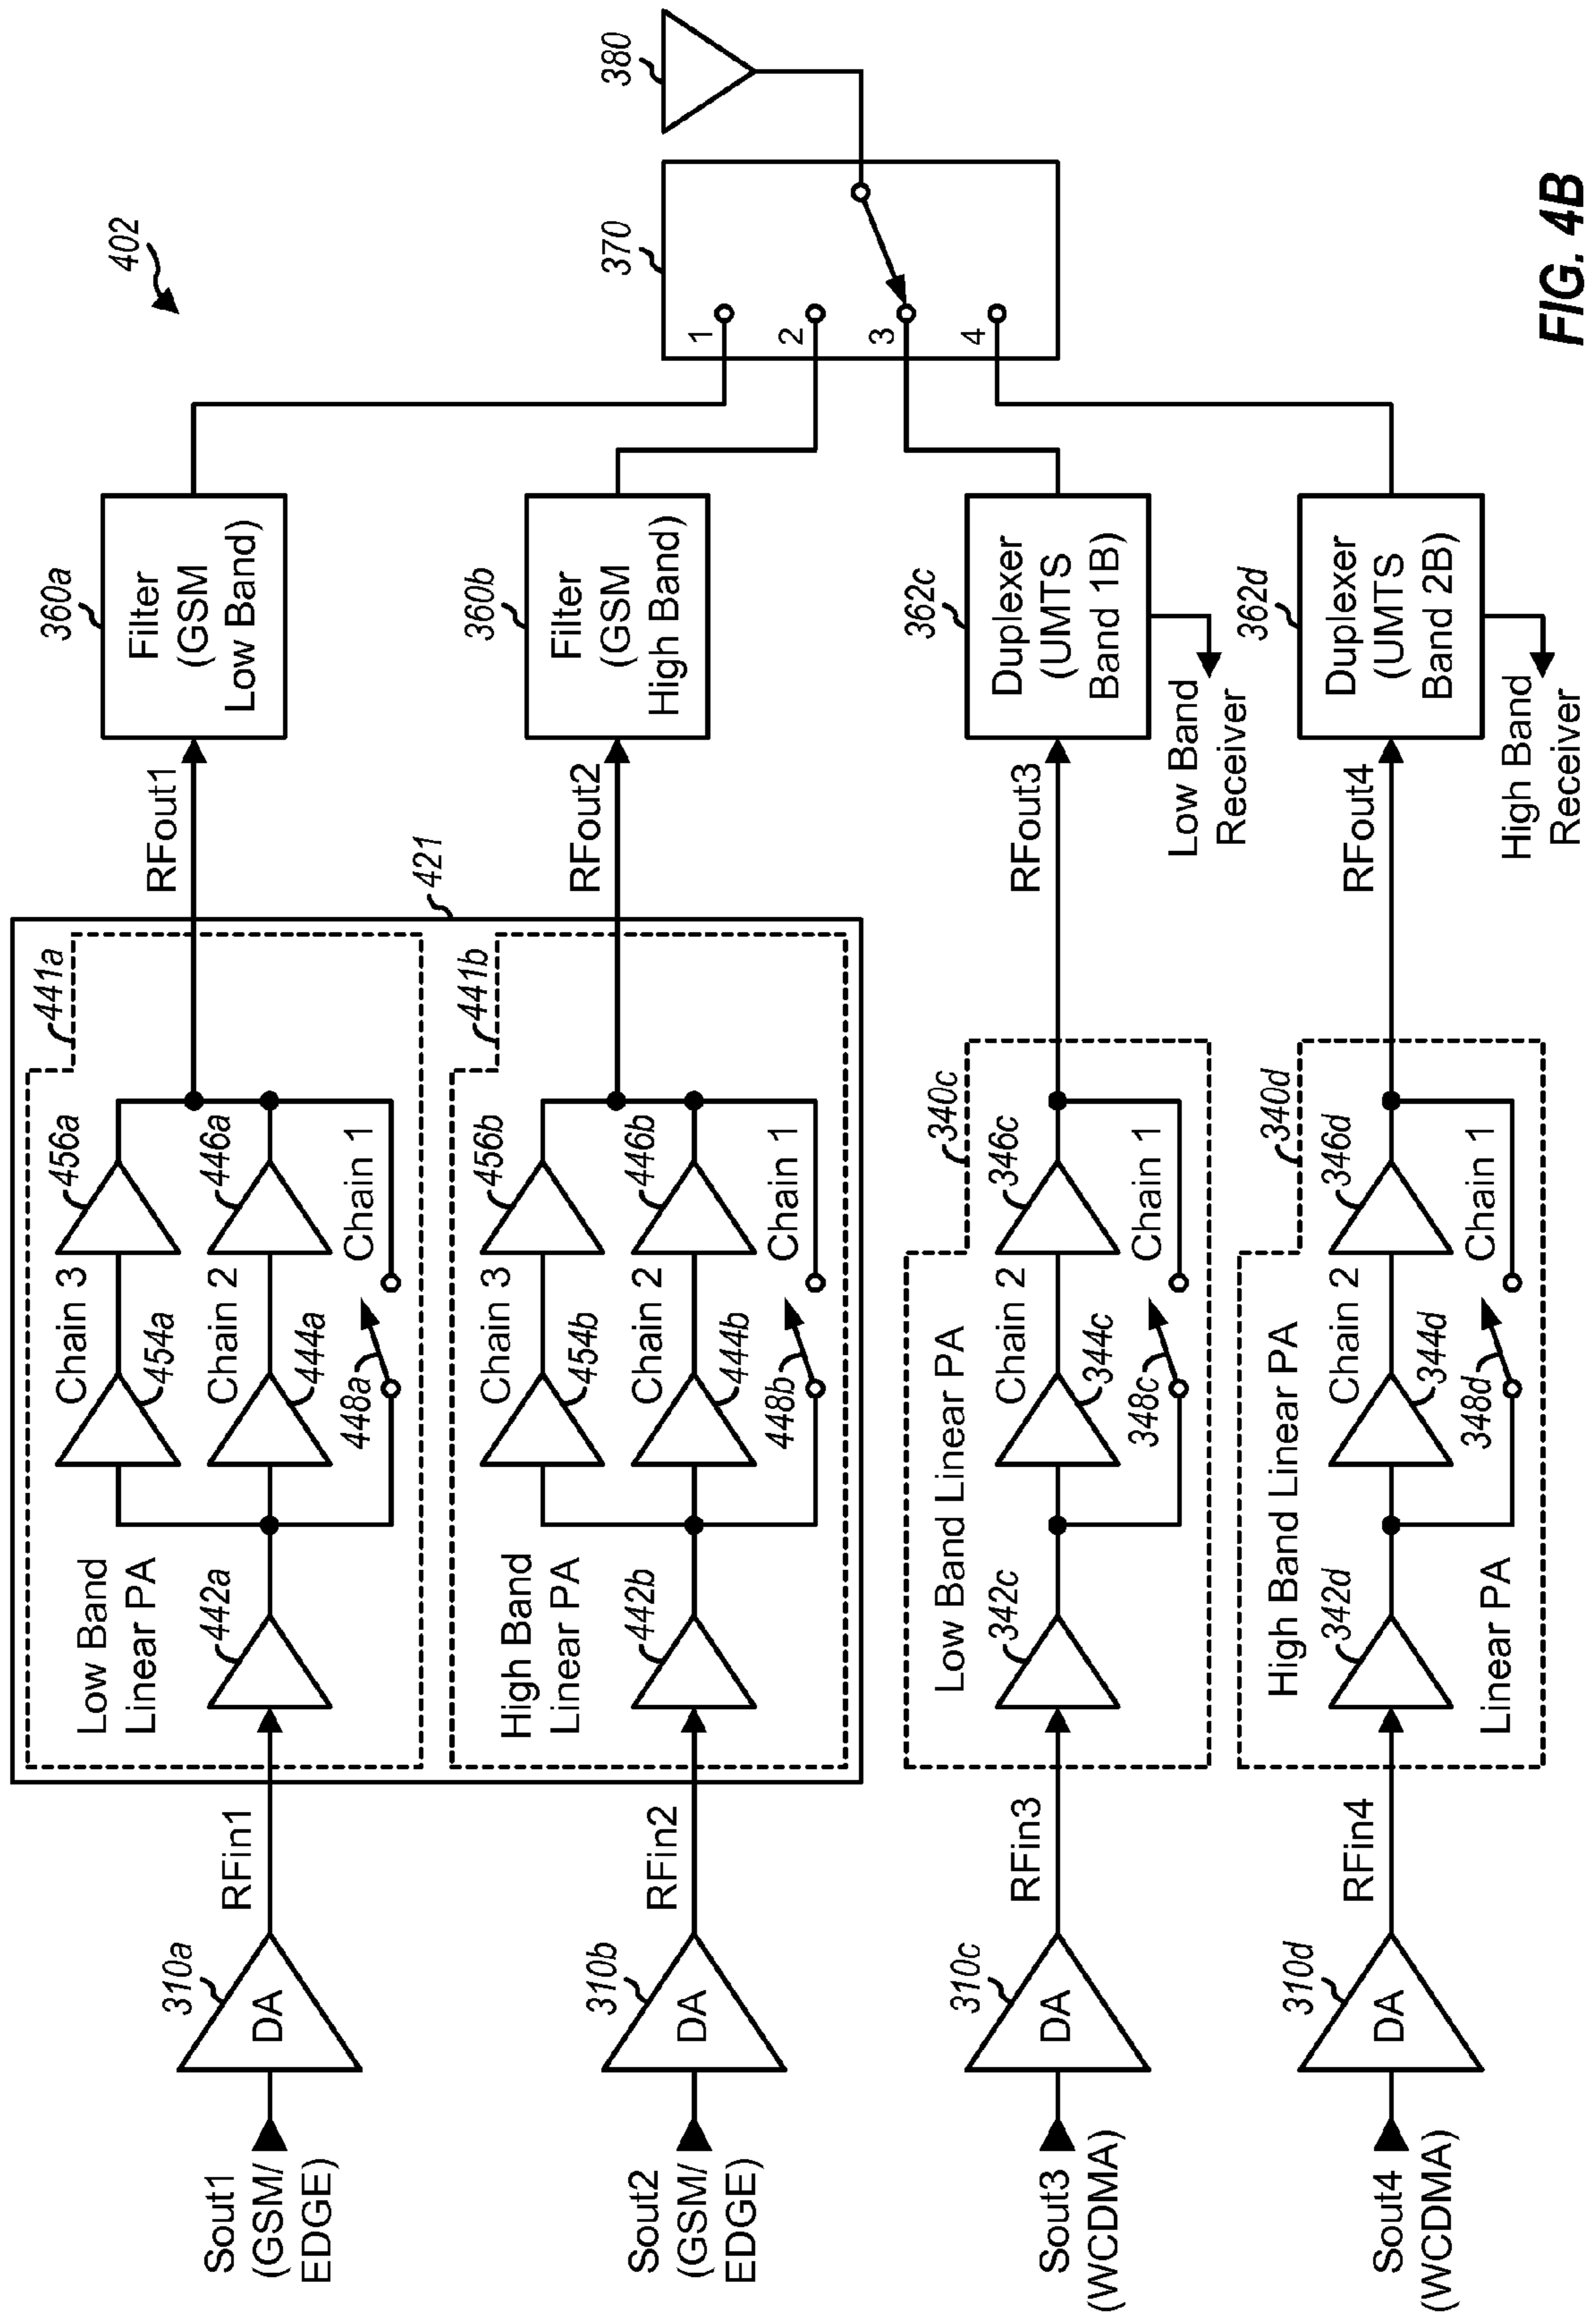 402
Sout1
(GSM/
EDGE)
310a
DA
RFin1
Low Band
Linear PA
442a
Chain 3
454a
456a
Chain 2
444a
446a
448a
Chain 1
441a
421
RFout1
360a
Filter
(GSM
Low Band)
Sout2
(GSM/
EDGE)
310b
DA
RFin2
High Band
Linear PA
442b
Chain 3
454b
456b
Chain 2
444b
446b
448b
Chain 1
441b
RFout2
360b
Filter
(GSM
High Band)
370
1
2
3
4
380
Sout3
(WCDMA)
310c
DA
RFin3
Low Band Linear PA
342c
Chain 2
344c
346c
348c
Chain 1
340c
RFout3
362c
Duplexer
(UMTS
Band 1B)
Low Band
Receiver
Sout4
(WCDMA)
310d
DA
RFin4
High Band Linear PA
342d
Linear PA
Chain 2
344d
346d
348d
Chain 1
340d
RFout4
362d
Duplexer
(UMTS
Band 2B)
High Band
Receiver
FIG. 4B